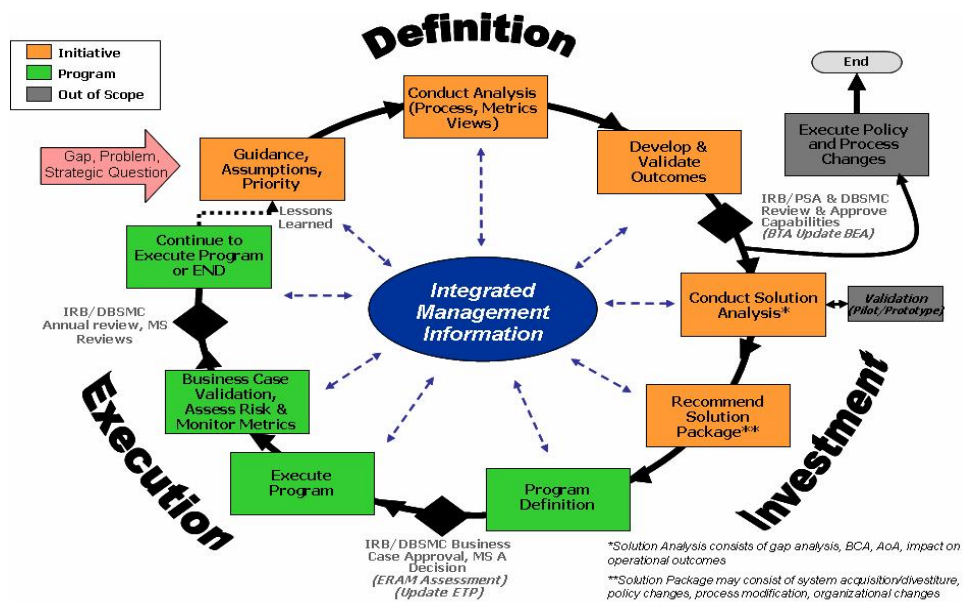 Definition
Initiative
Program
Out of Scope
End
Conduct Analysis
(Process, Metrics
Views)
Execute Policy
and Process
Changes
Gap, Problem,
Strategic Question
Guidance,
Assumptions,
Priority
Develop &
Validate
Outcomes
Lessons
Learned
IRB/PSA & DBSMC
Review & Approve
Capabilities
(BTA Update BEA)
Continue to
Execute Program
or END
Integrated
Management
Information
Conduct Solution
Analysis*
Validation
(Pilot/Prototype)
IRB/DBSMC
Annual review, MS
Reviews
Business Case
Validation,
Assess Risk &
Monitor Metrics
Recommend
Solution
Package**
Execution
Investment
Execute
Program
Program
Definition
IRB/DBSMC Business
Case Approval, MS A
Decision
(ERAM Assessment)
(Update ETP)
*Solution Analysis consists of gap analysis, BCA, AoA, impact on
operational outcomes
**Solution Package may consist of system acquisition/divestiture,
policy changes, process modification, organizational changes